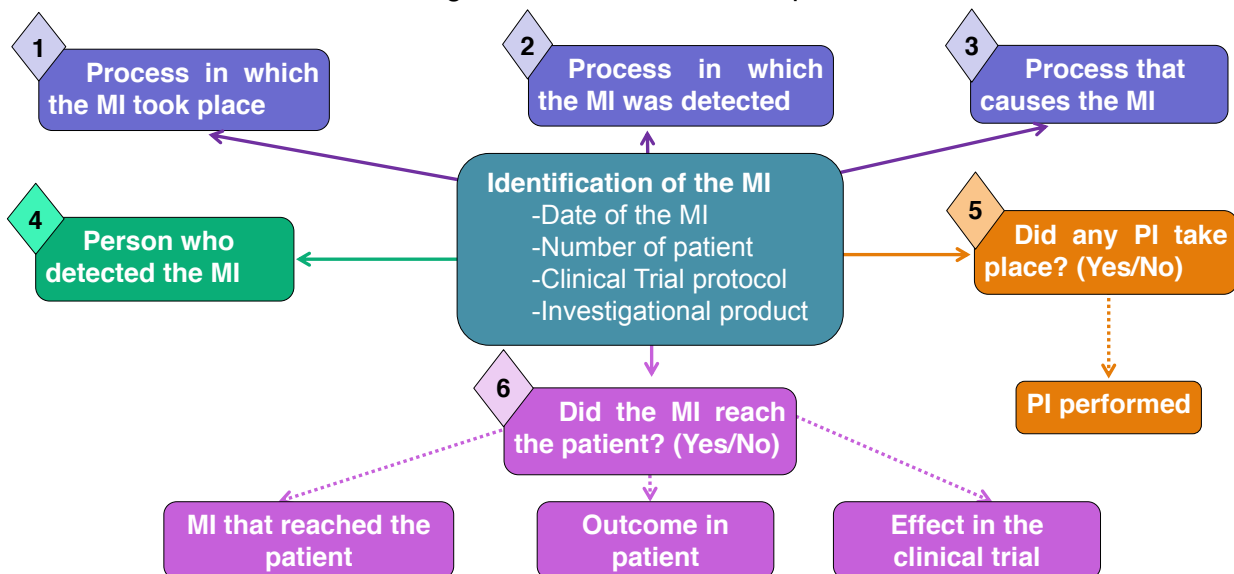 1
Process in which
the MI took place
2
Process in which
the MI was detected
3
Process that
causes the MI
Identification of the MI
-Date of the MI
-Number of patient
-Clinical Trial protocol
-Investigational product
4
Person who
detected the MI
5
Did any PI take
place? (Yes/No)
PI performed
6
Did the MI reach
the patient? (Yes/No)
MI that reached the
patient
Outcome in
patient
Effect in the
clinical trial